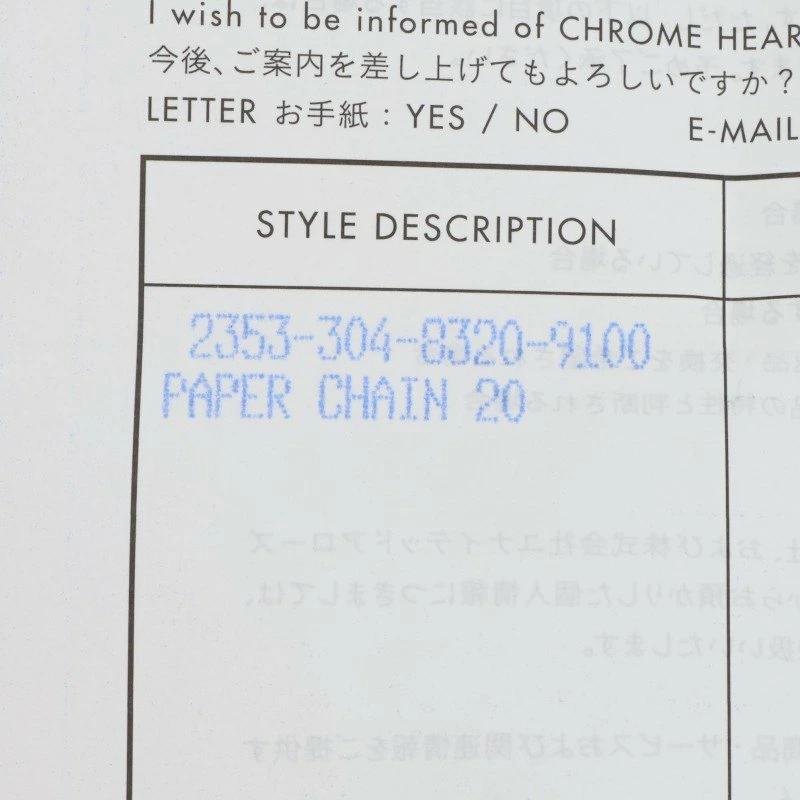 I wish to be informed of CHROME HEAR
今後、ご案内を差し上げてもよろしいですか？
LETTER お手紙： YES / NO E-MAIL
STYLE DESCRIPTION
2353-304-8320-9100
PAPER CHAIN 20